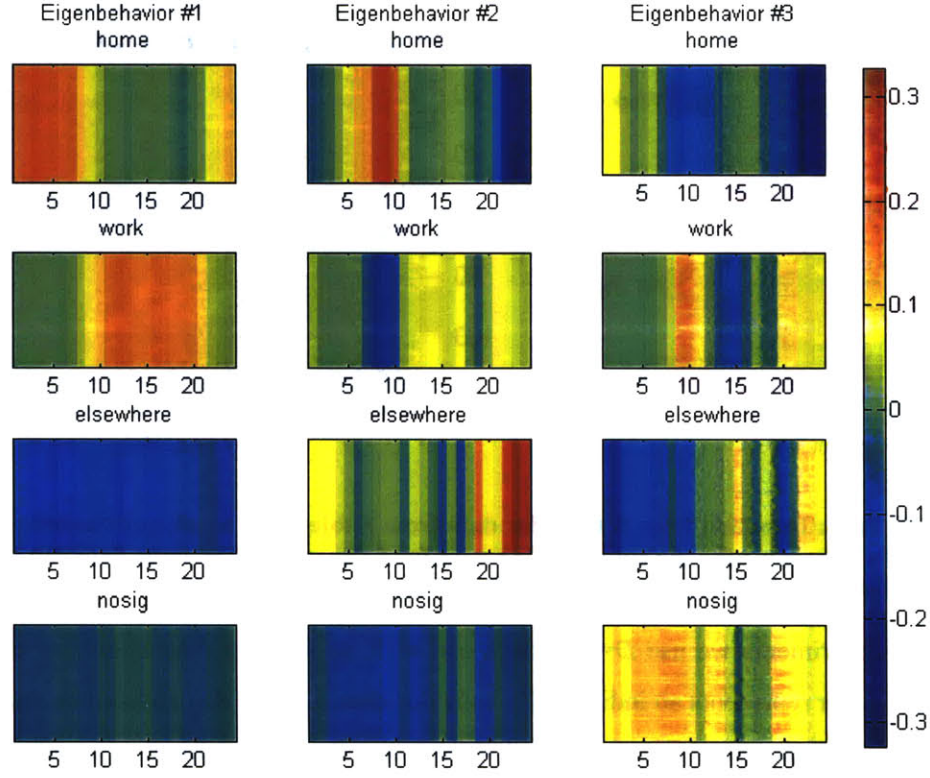 Eigenbehavior #1 Eigenbehavior #2 Eigenbehavior #3
home home home
5 10 15 20 5 10 15 20 5 10 15 20
work work work
5 10 15 20 5 10 15 20 5 10 15 20
elsewhere elsewhere elsewhere
5 10 15 20 5 10 15 20 5 10 15 20
nosig nosig nosig
5 10 15 20 5 10 15 20 5 10 15 20
0.3
0.2
0.1
0
-0.1
-0.2
-0.3